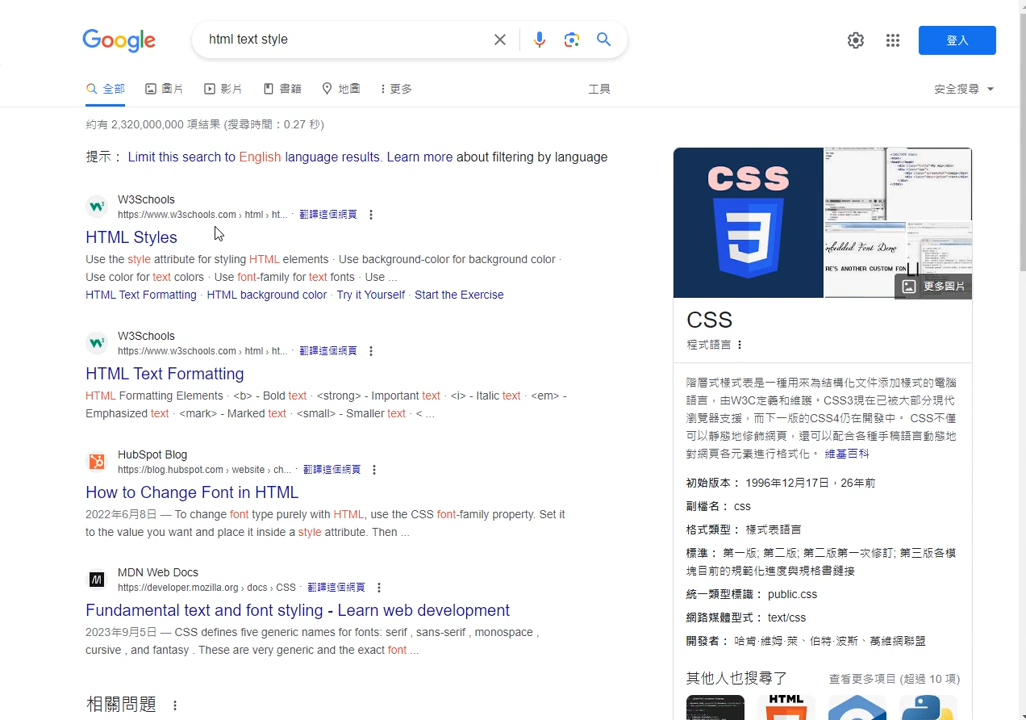 Google
html text style
登入
全部 圖片 影片 書籍 地圖 更多 工具 安全搜尋
約有 2,320,000,000 項結果 (搜尋時間：0.27 秒)
提示： Limit this search to English language results. Learn more about filtering by language
W3Schools
https://www.w3schools.com › html › ht... · 翻譯這個網頁
HTML Styles
Use the style attribute for styling HTML elements · Use background-color for background color ·
Use color for text colors · Use font-family for text fonts · Use ...
HTML Text Formatting · HTML background color · Try it Yourself · Start the Exercise
W3Schools
https://www.w3schools.com › html › ht... · 翻譯這個網頁
HTML Text Formatting
HTML Formatting Elements · <b> - Bold text · <strong> - Important text · <i> - Italic text · <em> -
Emphasized text · <mark> - Marked text · <small> - Smaller text · < ...
HubSpot Blog
https://blog.hubspot.com › website › ch... · 翻譯這個網頁
How to Change Font in HTML
2022年6月8日 — To change font type purely with HTML, use the CSS font-family property. Set it
to the value you want and place it inside a style attribute. Then ...
MDN Web Docs
https://developer.mozilla.org › docs › CSS · 翻譯這個網頁
Fundamental text and font styling - Learn web development
2023年9月5日 — CSS defines five generic names for fonts: serif , sans-serif , monospace ,
cursive , and fantasy . These are very generic and the exact font ...
相關問題
CSS
更多圖片
CSS
程式語言
階層式樣式表是一種用來為結構化文件添加樣式的電腦
語言，由W3C定義和維護。CSS3現在已被大部分現代
瀏覽器支援，而下一版的CSS4仍在開發中。 CSS不僅
可以靜態地修飾網頁，還可以配合各種手稿語言動態地
對網頁各元素進行格式化。 維基百科
初始版本： 1996年12月17日，26年前
副檔名： css
格式類型： 樣式表語言
標準： 第一版; 第二版; 第二版第一次修訂; 第三版各模
塊目前的規範化進度與規格書鏈接
統一類型標識： public.css
網路媒體型式： text/css
開發者： 哈肯·維姆·萊、伯特·波斯、萬維網聯盟
其他人也搜尋了 查看更多項目 (超過 10 項)
HTML